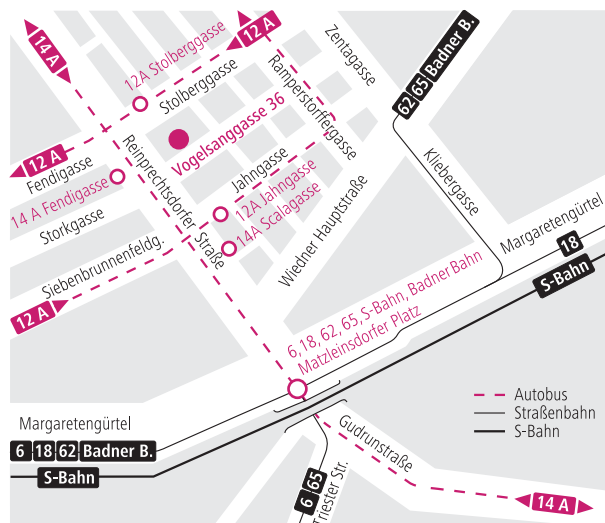 14 A
12A Stolberggasse
12 A
Zentagasse
62 65 Badner B.
Stolberggasse
Ramperstorffergasse
Vogelsanggasse 36
12 A
Fendigasse
14 A Fendigasse
Reinprechtsdorfer Straße
Jahngasse
Kliebergasse
Storkgasse
12A Jahngasse
14A Scalagasse
Wiedner Hauptstraße
Margaretengürtel
18
S-Bahn
Siebenbrunnenfeldg.
12 A
6, 18, 62, 65, S-Bahn, Badner Bahn
Matzleinsdorfer Platz
Autobus
Straßenbahn
S-Bahn
Margaretengürtel
6 18 62 Badner B.
S-Bahn
Gudrunstraße
6 65
Triester Str.
14 A